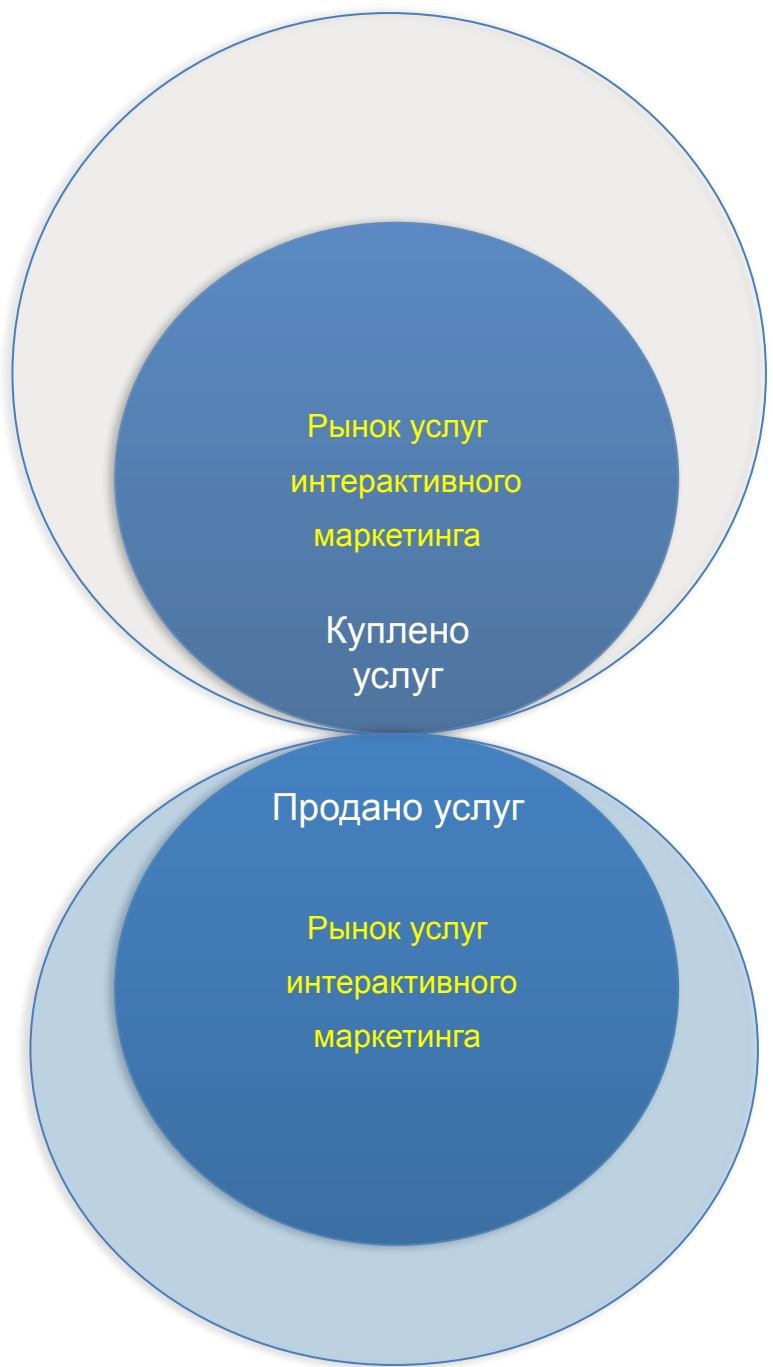 Рынок услуг
интерактивного
маркетинга
Куплено
услуг
Продано услуг
Рынок услуг
интерактивного
маркетинга